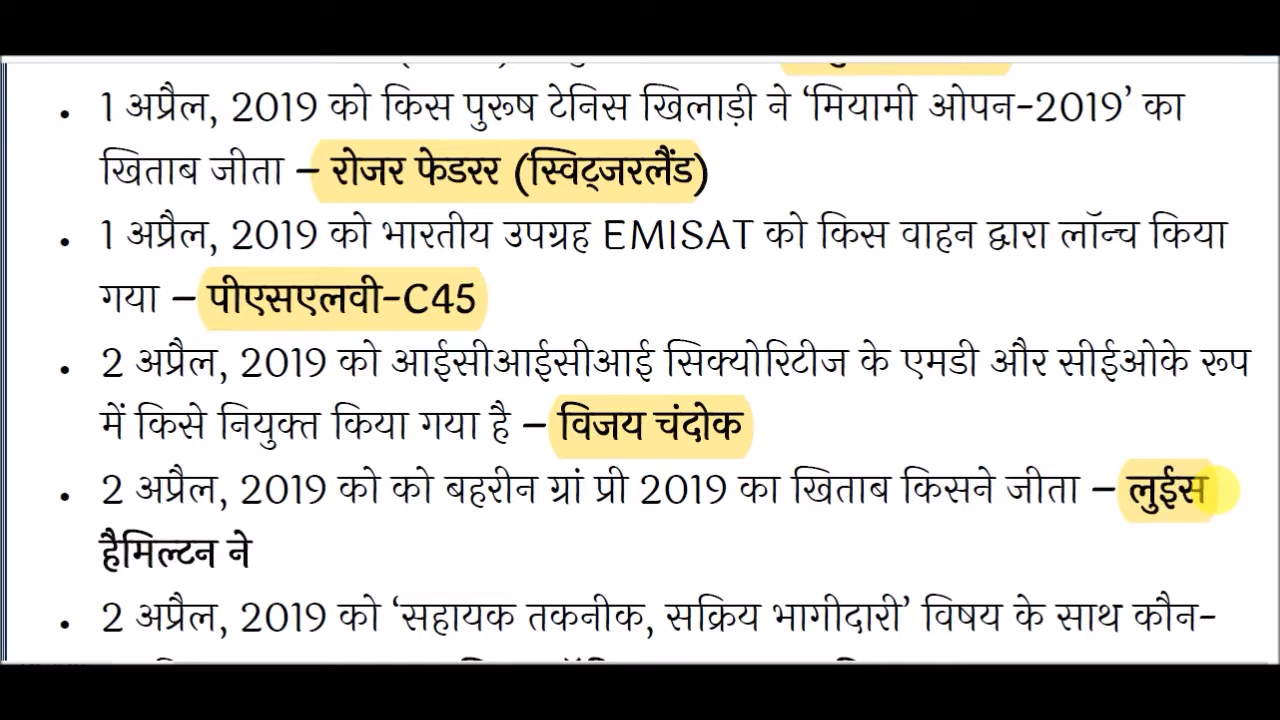 • 1 अप्रैल, 2019 को किस पुरूष टेनिस खिलाड़ी ने ‘मियामी ओपन-2019’ का
खिताब जीता – रोजर फेडरर (स्विट्जरलैंड)
• 1 अप्रैल, 2019 को भारतीय उपग्रह EMISAT को किस वाहन द्वारा लॉन्च किया
गया – पीएसएलवी-C45
• 2 अप्रैल, 2019 को आईसीआईसीआई सिक्योरिटीज के एमडी और सीईओके रूप
में किसे नियुक्त किया गया है – विजय चंदोक
• 2 अप्रैल, 2019 को को बहरीन ग्रां प्री 2019 का खिताब किसने जीता – लुईस
हैमिल्टन ने
• 2 अप्रैल, 2019 को ‘सहायक तकनीक, सक्रिय भागीदारी’ विषय के साथ कौन-